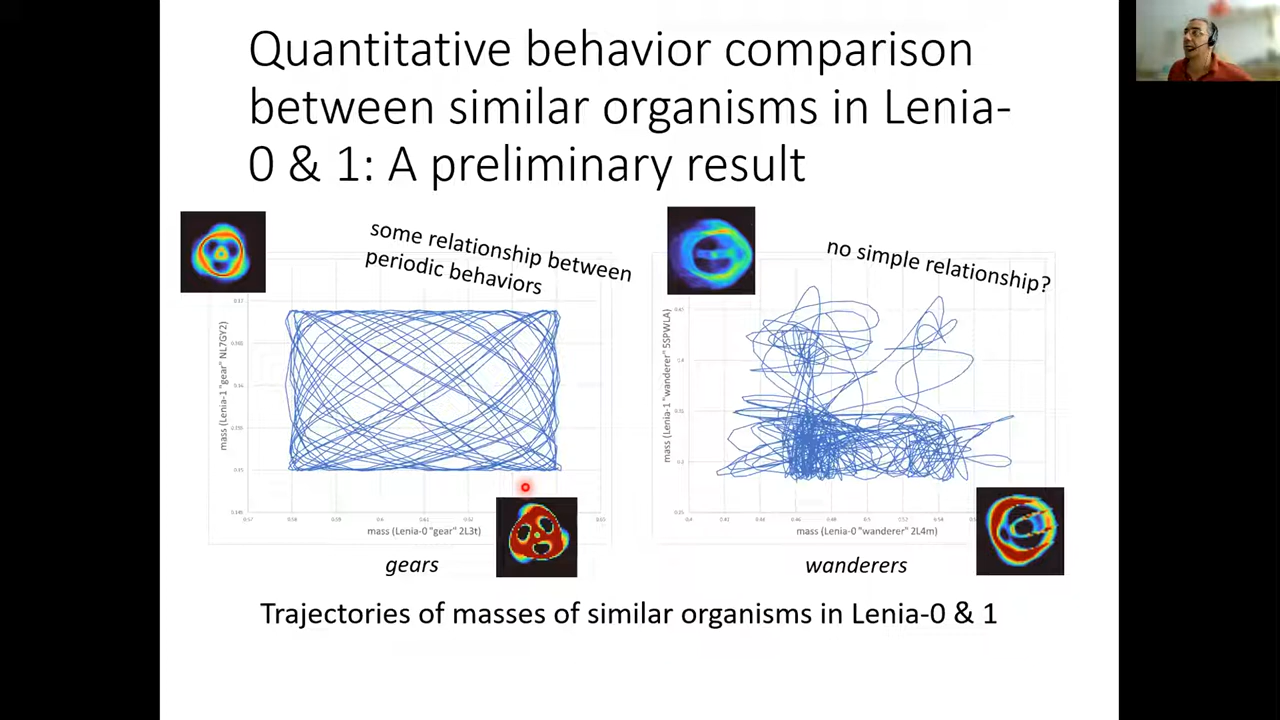 Quantitative behavior comparison
between similar organisms in Lenia-
0 & 1: A preliminary result
some relationship between
periodic behaviors
no simple relationship?
mass (Lenia-1 "gear" NL7GY2)
mass (Lenia-0 "gear" 2L3t)
mass (Lenia-1 "wanderer" 5SPWLA)
mass (Lenia-0 "wanderer" 2L4m)
gears
wanderers
Trajectories of masses of similar organisms in Lenia-0 & 1